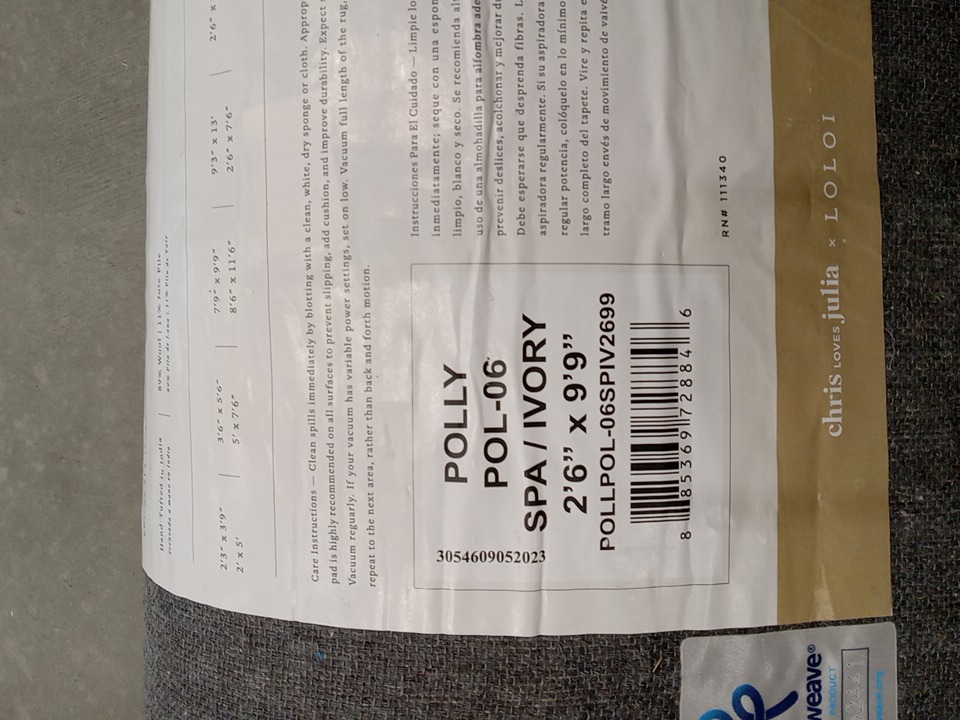 Hand Tufted in India | 89% Wool | 11% Jute Pile
2'3" x 3'9" | 3'6" x 5'6" | 7'9" x 9'9" | 9'3" x 13' | 2'6" x
2' x 5' 5' x 7'6" 8'6" x 11'6" 2'6" x 7'6"
Care Instructions — Clean spills immediately by blotting with a clean, white, dry sponge or cloth. Approp
pad is highly recommended on all surfaces to prevent slipping, add cushion, and improve durability. Expect
Vacuum reguarly. If your vacuum has variable power settings, set on low. Vacuum full length of the rug,
repeat to the next area, rather than back and forth motion.
3054609052023
POLLY
POL-06
SPA / IVORY
2'6" x 9'9"
POLLPOL-06SPIV2699
8 85369 72884 6
Instrucciones Para El Cuidado — Limpie lo
inmediatamente; seque con una espon
limpio, blanco y seco. Se recomienda al
uso de una almohadilla para alfombra ade
prevenir deslices, acolchonar y mejorar du
Debe esperarse que desprenda fibras. L
aspiradora regularmente. Si su aspiradora
regular potencia, colóquelo en lo mínimo
largo completo del tapete. Vire y repita e
tramo largo envés de movimiento de vaivé
RN# 111340
chris LOVES julia × LOLOI
weave®
PRODUCT
weave.org